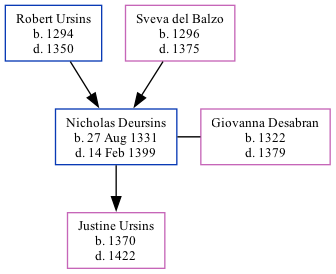 Robert Ursins
b. 1294
d. 1350
Sveva del Balzo
b. 1296
d. 1375
Nicholas Deursins
b. 27 Aug 1331
d. 14 Feb 1399
Giovanna Desabran
b. 1322
d. 1379
Justine Ursins
b. 1370
d. 1422